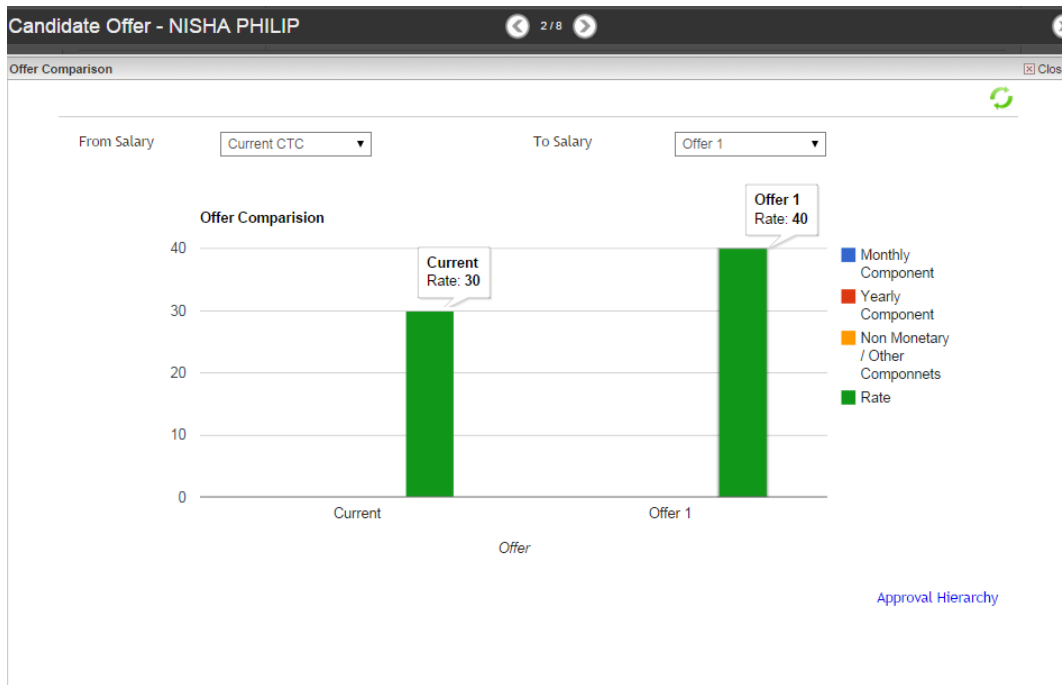 Candidate Offer - NISHA PHILIP
2/8
Offer Comparison
Clos
From Salary
Current CTC
To Salary
Offer 1
Offer Comparision
Offer 1
Rate: 40
Current
Rate: 30
40
30
20
10
0
Current
Offer 1
Offer
Monthly
Component
Yearly
Component
Non Monetary
/ Other
Componnets
Rate
Approval Hierarchy